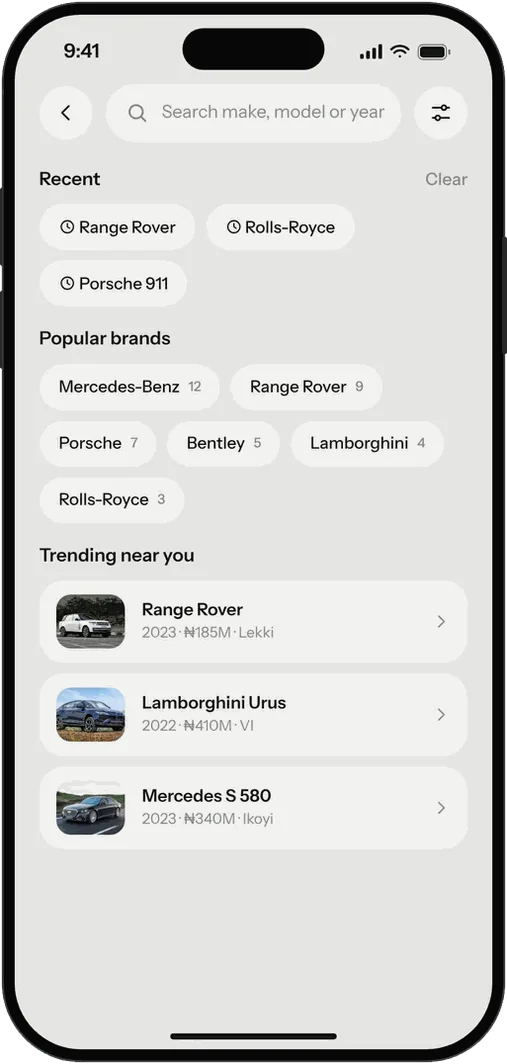 9:41
Search make, model or year
Recent Clear
Range Rover Rolls-Royce
Porsche 911
Popular brands
Mercedes-Benz 12 Range Rover 9
Porsche 7 Bentley 5 Lamborghini 4
Rolls-Royce 3
Trending near you
Range Rover
2023·₦185M·Lekki
Lamborghini Urus
2022·₦410M·VI
Mercedes S 580
2023·₦340M·Ikoyi